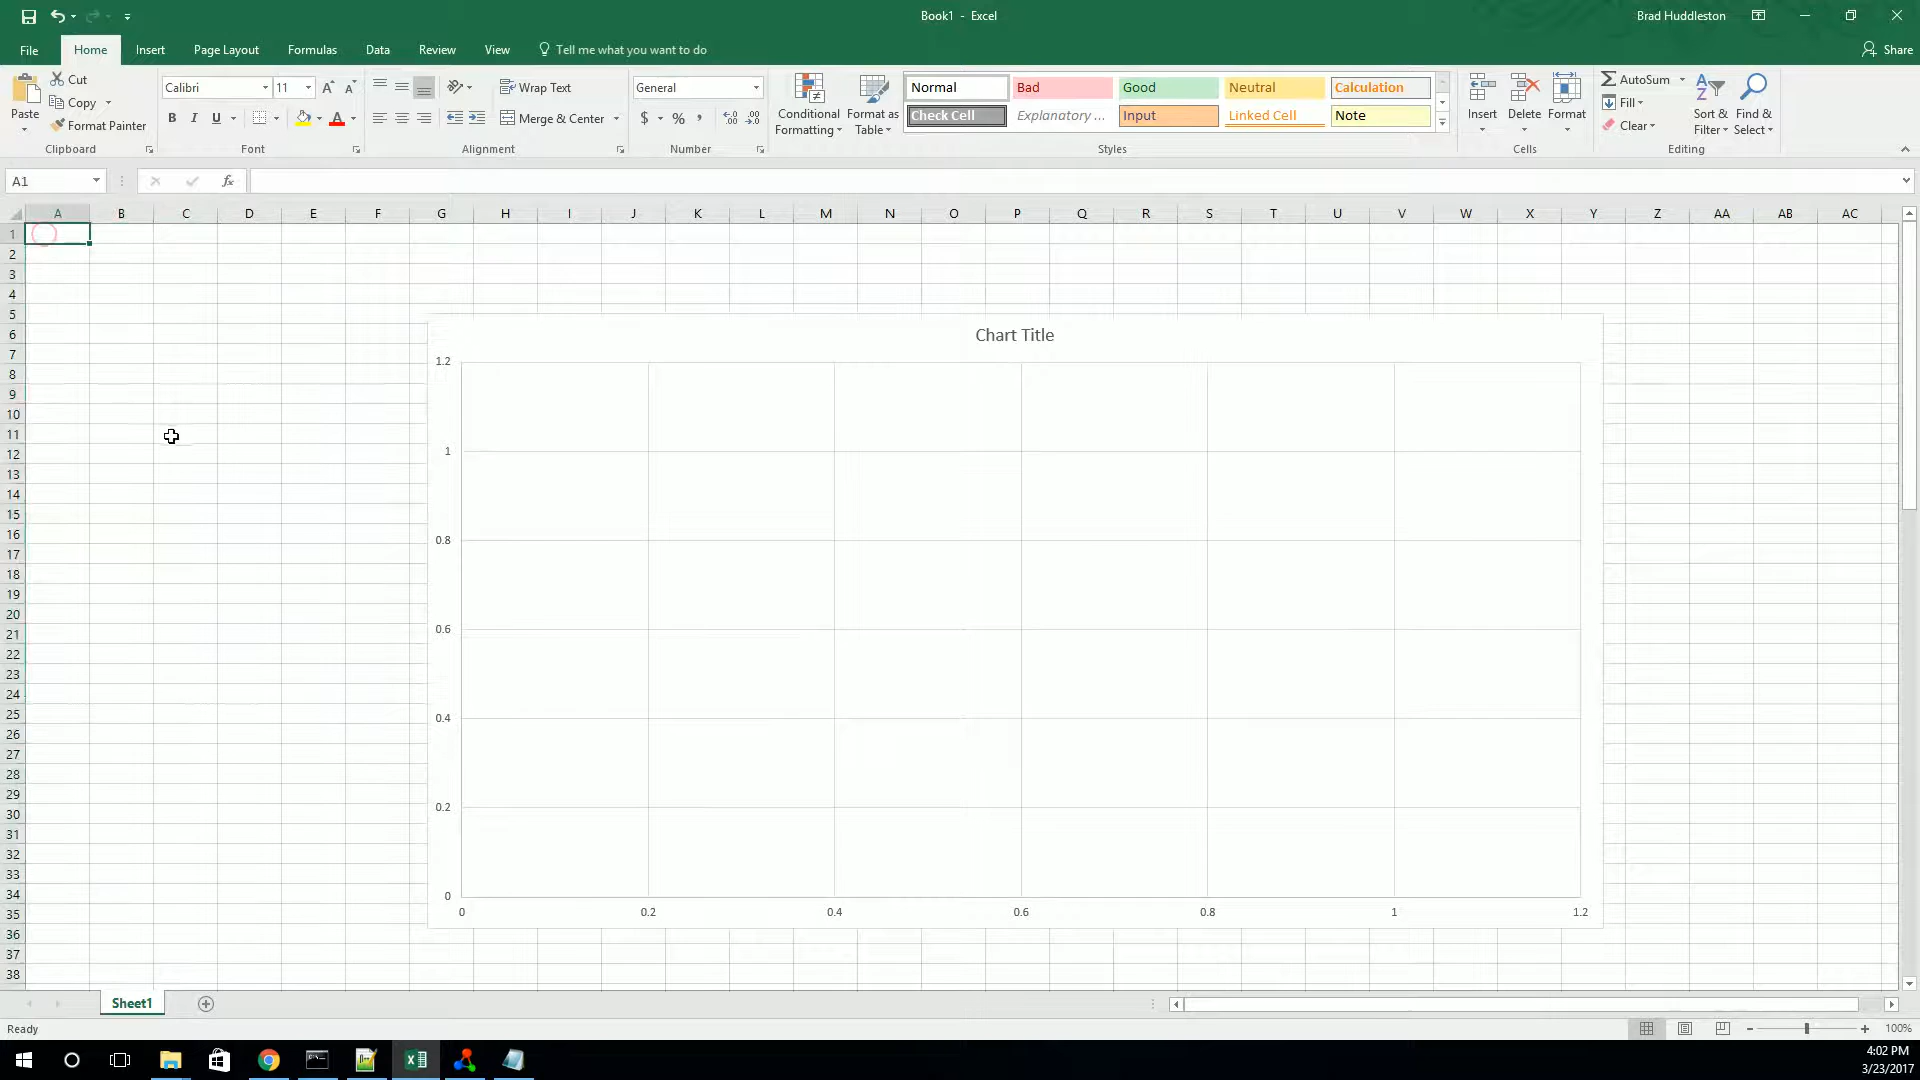 Book1 - Excel
Brad Huddleston
File Home Insert Page Layout Formulas Data Review View Tell me what you want to do
Share
Paste
Cut
Copy
Format Painter
Clipboard
Calibri 11
A A
B I U A
Font
Wrap Text
Merge & Center
Alignment
General
$ % ,
Number
Conditional Formatting
Format as Table
Normal Bad Good Neutral Calculation
Check Cell Explanatory ... Input Linked Cell Note
Styles
Insert Delete Format
Cells
AutoSum
Fill
Clear
Sort & Filter
Find & Select
Editing
A1
fx
A B C D E F G H I J K L M N O P Q R S T U V W X Y Z AA AB AC
1
2
3
4
5
6
7
8
9
10
11
12
13
14
15
16
17
18
19
20
21
22
23
24
25
26
27
28
29
30
31
32
33
34
35
36
37
38
Chart Title
1.2
1
0.8
0.6
0.4
0.2
0
0 0.2 0.4 0.6 0.8 1 1.2
Sheet1
Ready
100%
4:02 PM
3/23/2017